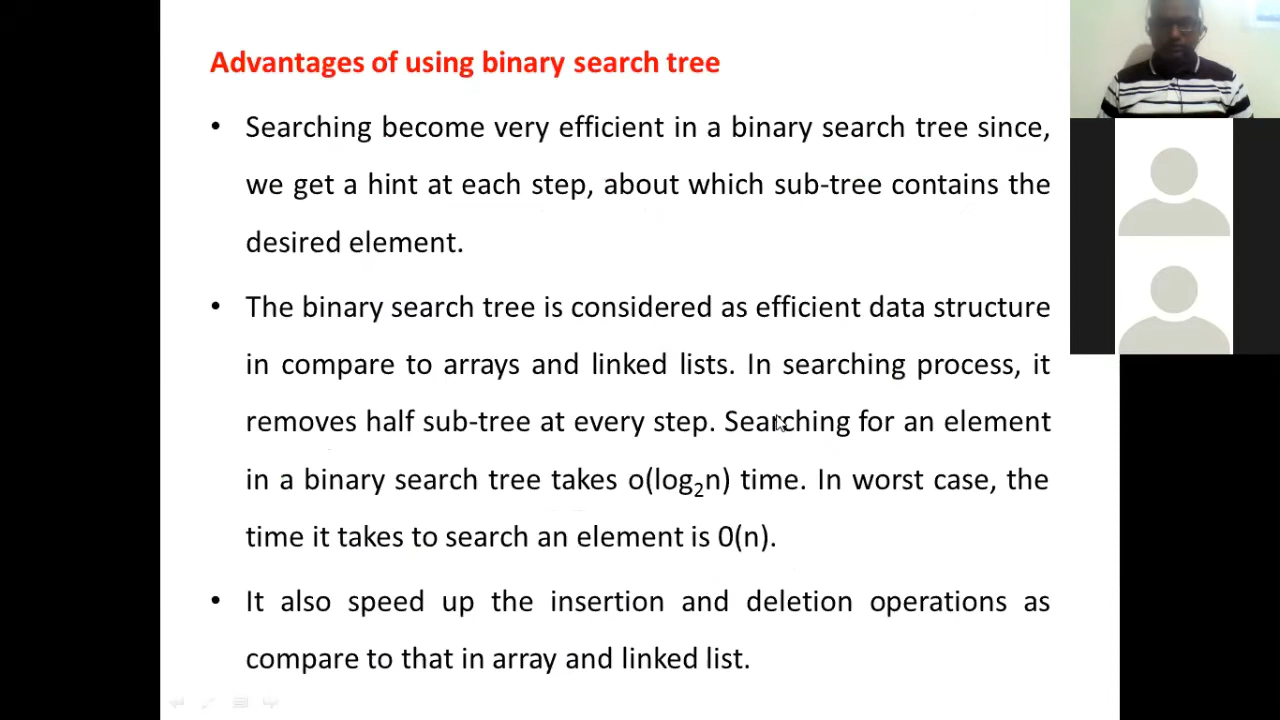 Advantages of using binary search tree
• Searching become very efficient in a binary search tree since,
we get a hint at each step, about which sub-tree contains the
desired element.
• The binary search tree is considered as efficient data structure
in compare to arrays and linked lists. In searching process, it
removes half sub-tree at every step. Searching for an element
in a binary search tree takes o(log₂n) time. In worst case, the
time it takes to search an element is 0(n).
• It also speed up the insertion and deletion operations as
compare to that in array and linked list.